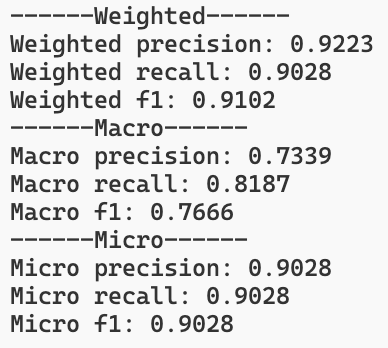 ------Weighted------
Weighted precision: 0.9223
Weighted recall: 0.9028
Weighted f1: 0.9102
------Macro------
Macro precision: 0.7339
Macro recall: 0.8187
Macro f1: 0.7666
------Micro------
Micro precision: 0.9028
Micro recall: 0.9028
Micro f1: 0.9028